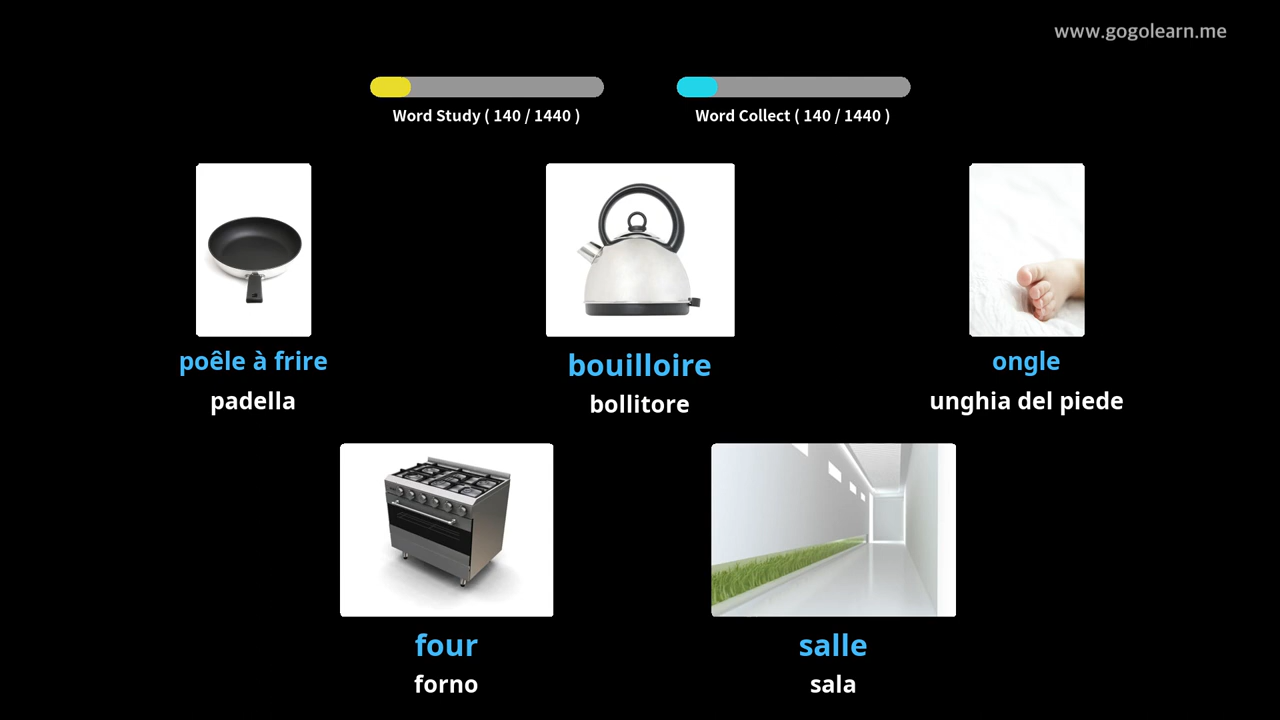 www.gogolearn.me
Word Study ( 140 / 1440 )
Word Collect ( 140 / 1440 )
poêle à frire
padella
bouilloire
bollitore
ongle
unghia del piede
four
forno
salle
sala